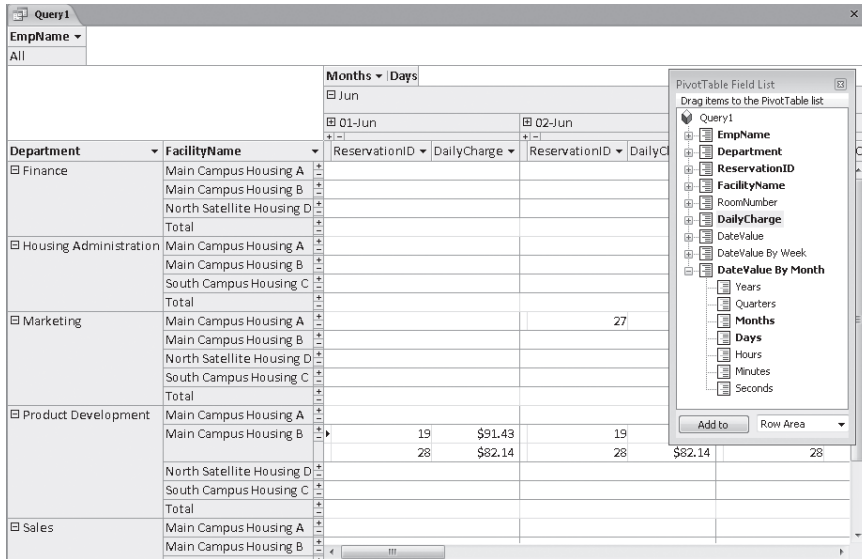 Query1
EmpName
All
Months Days
Jun
01-Jun 02-Jun
Department FacilityName ReservationID DailyCharge ReservationID DailyCl
Finance Main Campus Housing A
Main Campus Housing B
North Satellite Housing D
Total
Housing Administration Main Campus Housing A
Main Campus Housing B
South Campus Housing C
Total
Marketing Main Campus Housing A 27
Main Campus Housing B
North Satellite Housing D
South Campus Housing C
Total
Product Development Main Campus Housing A
Main Campus Housing B 19 $91.43 19
28 $82.14 28 $82.14 28
North Satellite Housing D
South Campus Housing C
Total
Sales Main Campus Housing A
Main Campus Housing B
PivotTable Field List
Drag items to the PivotTable list
Query1
EmpName
Department
ReservationID
FacilityName
RoomNumber
DailyCharge
DateValue
DateValue By Week
DateValue By Month
Years
Quarters
Months
Days
Hours
Minutes
Seconds
Add to Row Area